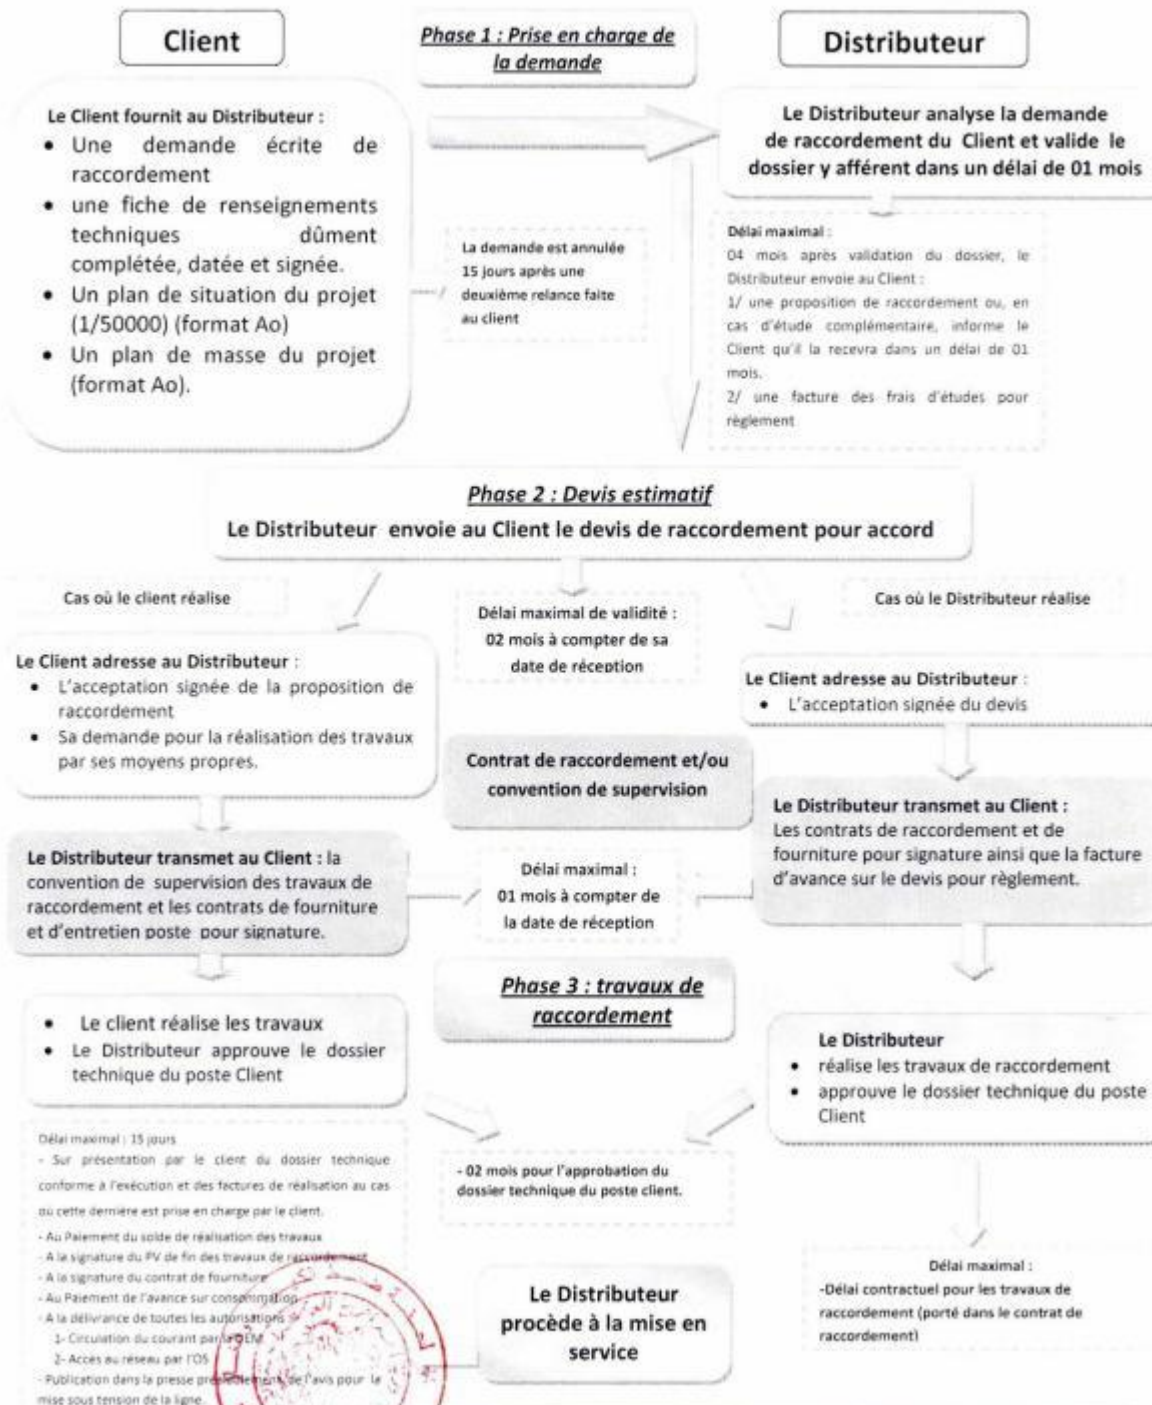 Client
Phase 1 : Prise en charge de
la demande
Distributeur
Le Client fournit au Distributeur :
• Une demande écrite de
raccordement
• une fiche de renseignements
techniques dûment
complétée, datée et signée.
• Un plan de situation du projet
(1/50000) (format Ao)
• Un plan de masse du projet
(format Ao).
Le Distributeur analyse la demande
de raccordement du Client et valide le
dossier y afférent dans un délai de 01 mois
La demande est annulée
15 jours après une
deuxième relance faite
au client
Délai maximal :
04 mois après validation du dossier, le
Distributeur envoie au Client :
1/ une proposition de raccordement ou, en
cas d'étude complémentaire, informe le
Client qu'il la recevra dans un délai de 01
mois.
2/ une facture des frais d'études pour
règlement
Phase 2 : Devis estimatif
Le Distributeur envoie au Client le devis de raccordement pour accord
Cas où le client réalise
Délai maximal de validité :
02 mois à compter de sa
date de réception
Cas où le Distributeur réalise
Le Client adresse au Distributeur :
• L'acceptation signée de la proposition de
raccordement
• Sa demande pour la réalisation des travaux
par ses moyens propres.
Le Client adresse au Distributeur :
• L'acceptation signée du devis
Contrat de raccordement et/ou
convention de supervision
Le Distributeur transmet au Client :
Les contrats de raccordement et de
fourniture pour signature ainsi que la facture
d'avance sur le devis pour règlement.
Le Distributeur transmet au Client : la
convention de supervision des travaux de
raccordement et les contrats de fourniture
et d'entretien poste pour signature.
Délai maximal :
01 mois à compter de
la date de réception
Phase 3 : travaux de
raccordement
• Le client réalise les travaux
• Le Distributeur approuve le dossier
technique du poste Client
Le Distributeur
• réalise les travaux de raccordement
• approuve le dossier technique du poste
Client
Délai maximal : 15 jours
- Sur présentation par le client du dossier technique
conforme à l'exécution et des factures de réalisation au cas
où cette dernière est prise en charge par le client.
- Au Paiement du solde de réalisation des travaux
- A la signature du PV de fin des travaux de raccordement
- A la signature du contrat de fourniture
- Au Paiement de l'avance sur consommation
- A la délivrance de toutes les autorisations
1- Circulation du courant par
2- Accès au réseau par l'OS
- Publication dans la presse de l'avis pour la
mise sous tension de la ligne.
- 02 mois pour l'approbation du
dossier technique du poste client.
Le Distributeur
procède à la mise en
service
Délai maximal :
-Délai contractuel pour les travaux de
raccordement (porté dans le contrat de
raccordement)